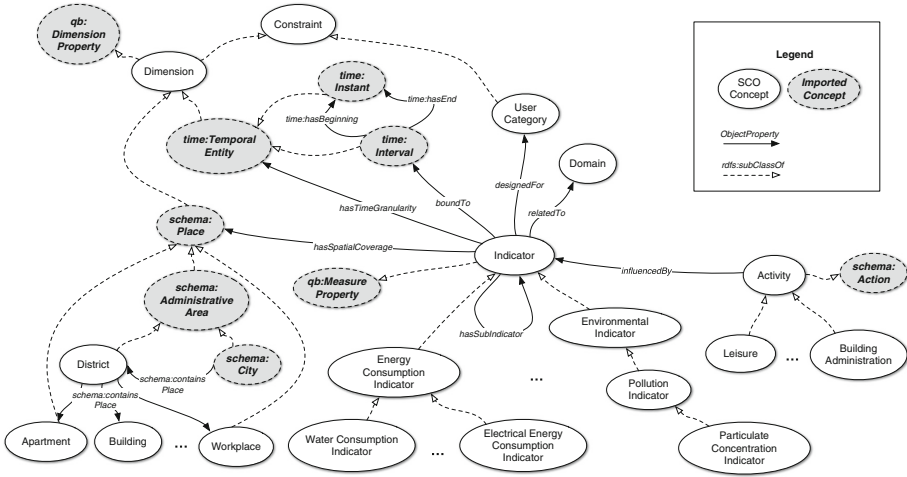 qb:
Dimension
Property
Constraint
Dimension
time:
Instant
time:hasEnd
time:hasBeginning
time:Temporal
Entity
time:
Interval
User
Category
Domain
designedFor
boundTo
relatedTo
hasTimeGranularity
Legend
SCO
Concept
Imported
Concept
ObjectProperty
rdfs:subClassOf
schema:
Place
hasSpatialCoverage
Indicator
influencedBy
Activity
schema:
Action
qb:Measure
Property
hasSubIndicator
schema:
Administrative
Area
Environmental
Indicator
Leisure
...
Building
Administration
District
schema:contains
Place
schema:
City
schema:contains
Place
Energy
Consumption
Indicator
...
Pollution
Indicator
Apartment
Building
...
Workplace
Water Consumption
Indicator
...
Electrical Energy
Consumption
Indicator
Particulate
Concentration
Indicator